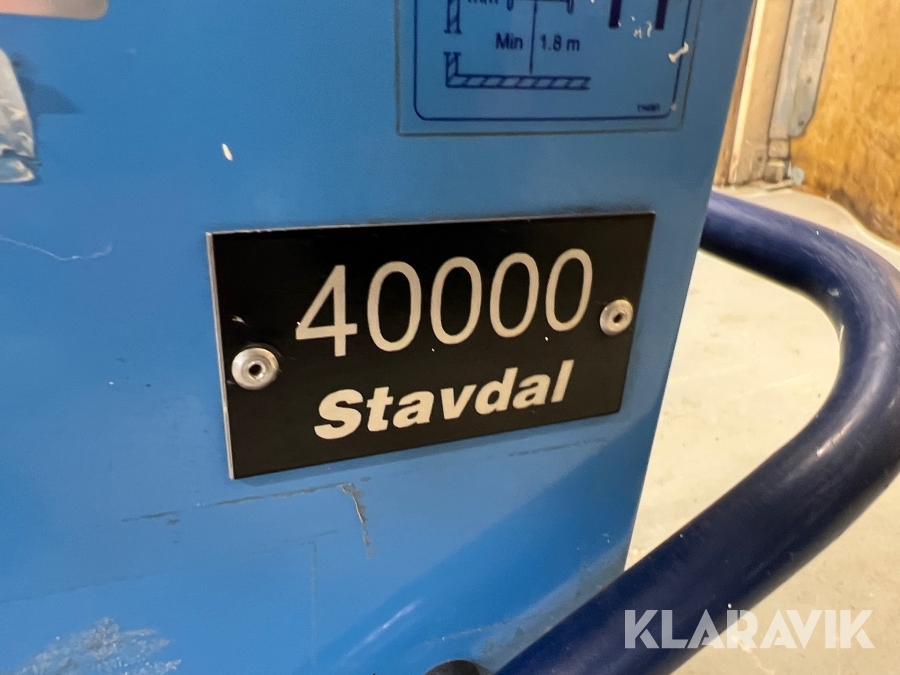 Min 1.8 m
40000
Stavdal
KLARAVIK